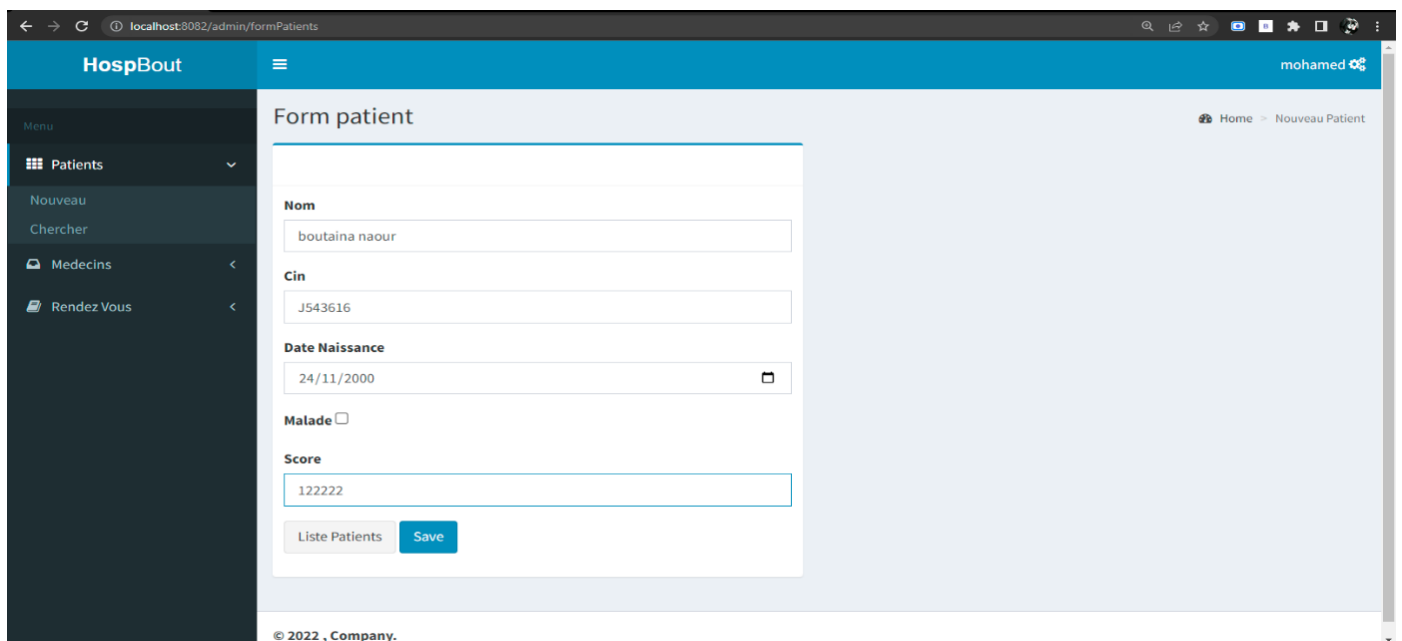 localhost:8082/admin/formPatients
HospBout
mohamed
Menu
Patients
Nouveau
Chercher
Medecins
Rendez Vous
Form patient
Home > Nouveau Patient
Nom
boutaina naour
Cin
J543616
Date Naissance
24/11/2000
Malade
Score
122222
Liste Patients Save
© 2022 , Company.